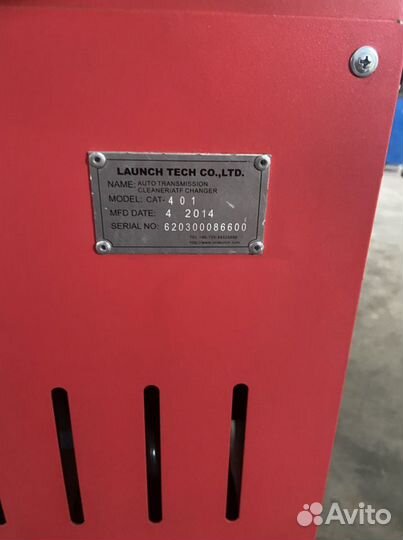 LAUNCH TECH CO.,LTD.
NAME: AUTO TRANSMISSION
CLEANER/ATF CHANGER
MODEL: CAT-401
MFD DATE: 4 2014
SERIAL NO: 620300086600
Avito